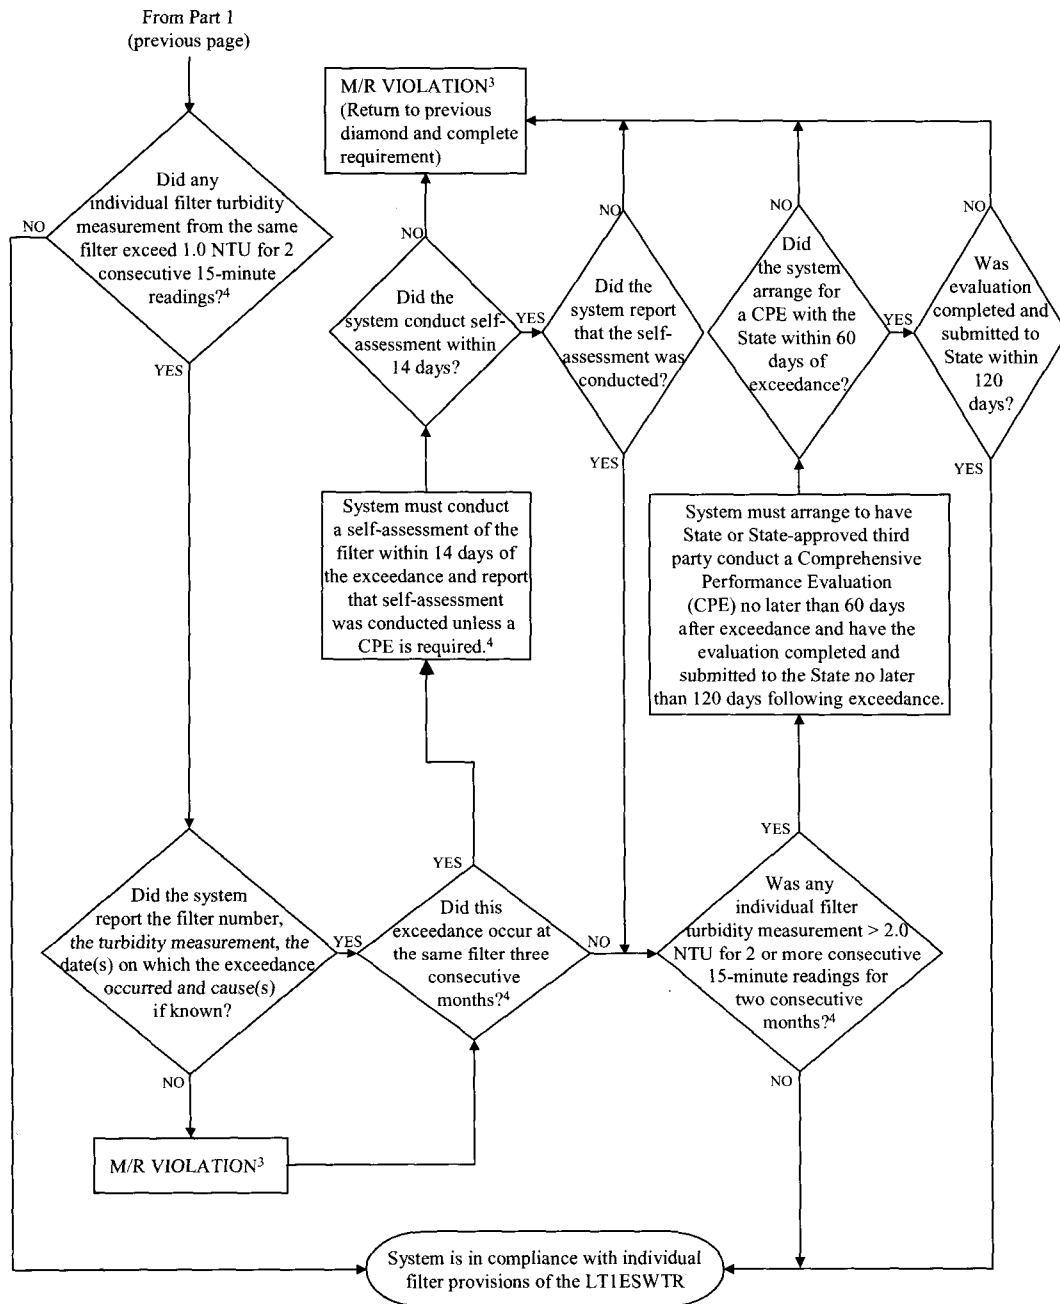 From Part 1
(previous page)
M/R VIOLATION³
(Return to previous
diamond and complete
requirement)
Did any
individual filter turbidity
measurement from the same
filter exceed 1.0 NTU for 2
consecutive 15-minute
readings?⁴
NO
YES
Did the
system conduct self-
assessment within
14 days?
NO
YES
Did the
system report
that the self-
assessment was
conducted?
NO
YES
Did
the system
arrange for
a CPE with the
State within 60
days of
exceedance?
NO
YES
Was
evaluation
completed and
submitted to
State within
120
days?
NO
YES
System must conduct
a self-assessment of the
filter within 14 days of
the exceedance and report
that self-assessment
was conducted unless a
CPE is required.⁴
System must arrange to have
State or State-approved third
party conduct a Comprehensive
Performance Evaluation
(CPE) no later than 60 days
after exceedance and have the
evaluation completed and
submitted to the State no later
than 120 days following exceedance.
Did the system
report the filter number,
the turbidity measurement, the
date(s) on which the exceedance
occurred and cause(s)
if known?
YES
NO
Did this
exceedance occur at
the same filter three
consecutive
months?⁴
YES
NO
Was any
individual filter
turbidity measurement > 2.0
NTU for 2 or more consecutive
15-minute readings for
two consecutive
months?⁴
YES
NO
M/R VIOLATION³
System is in compliance with individual
filter provisions of the LT1ESWTR